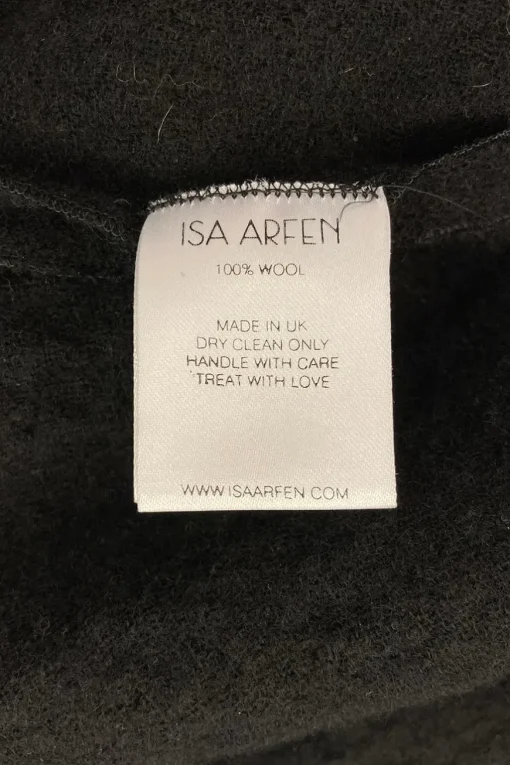 ISA ARFEN
100% WOOL
MADE IN UK
DRY CLEAN ONLY
HANDLE WITH CARE
TREAT WITH LOVE
WWW.ISAARFEN.COM